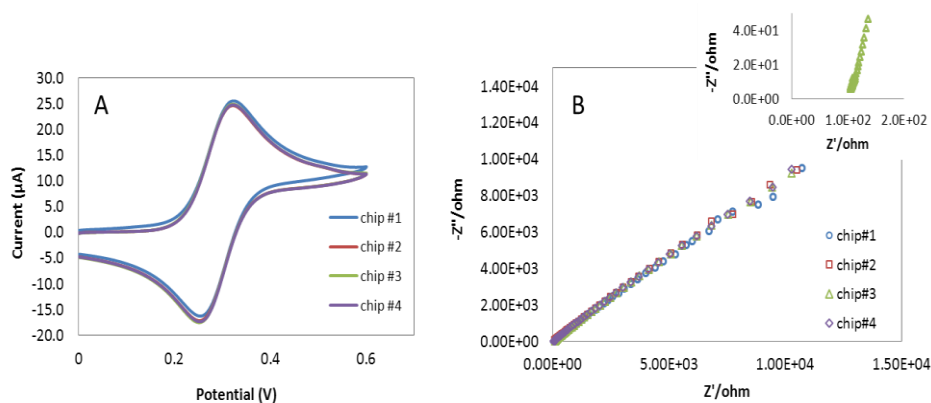 A
Current (µA)
30.0
25.0
20.0
15.0
10.0
5.0
0.0
-5.0
-10.0
-15.0
-20.0
0
0.2
0.4
0.6
Potential (V)
chip #1
chip #2
chip #3
chip #4
B
-Z"/ohm
1.40E+04
1.20E+04
1.00E+04
8.00E+03
6.00E+03
4.00E+03
2.00E+03
0.00E+00
0.00E+00
5.00E+03
1.00E+04
1.50E+04
Z'/ohm
chip#1
chip#2
chip#3
chip#4
-Z"/ohm
4.0E+01
2.0E+01
0.0E+00
0.0E+00
1.0E+02
2.0E+02
Z'/ohm